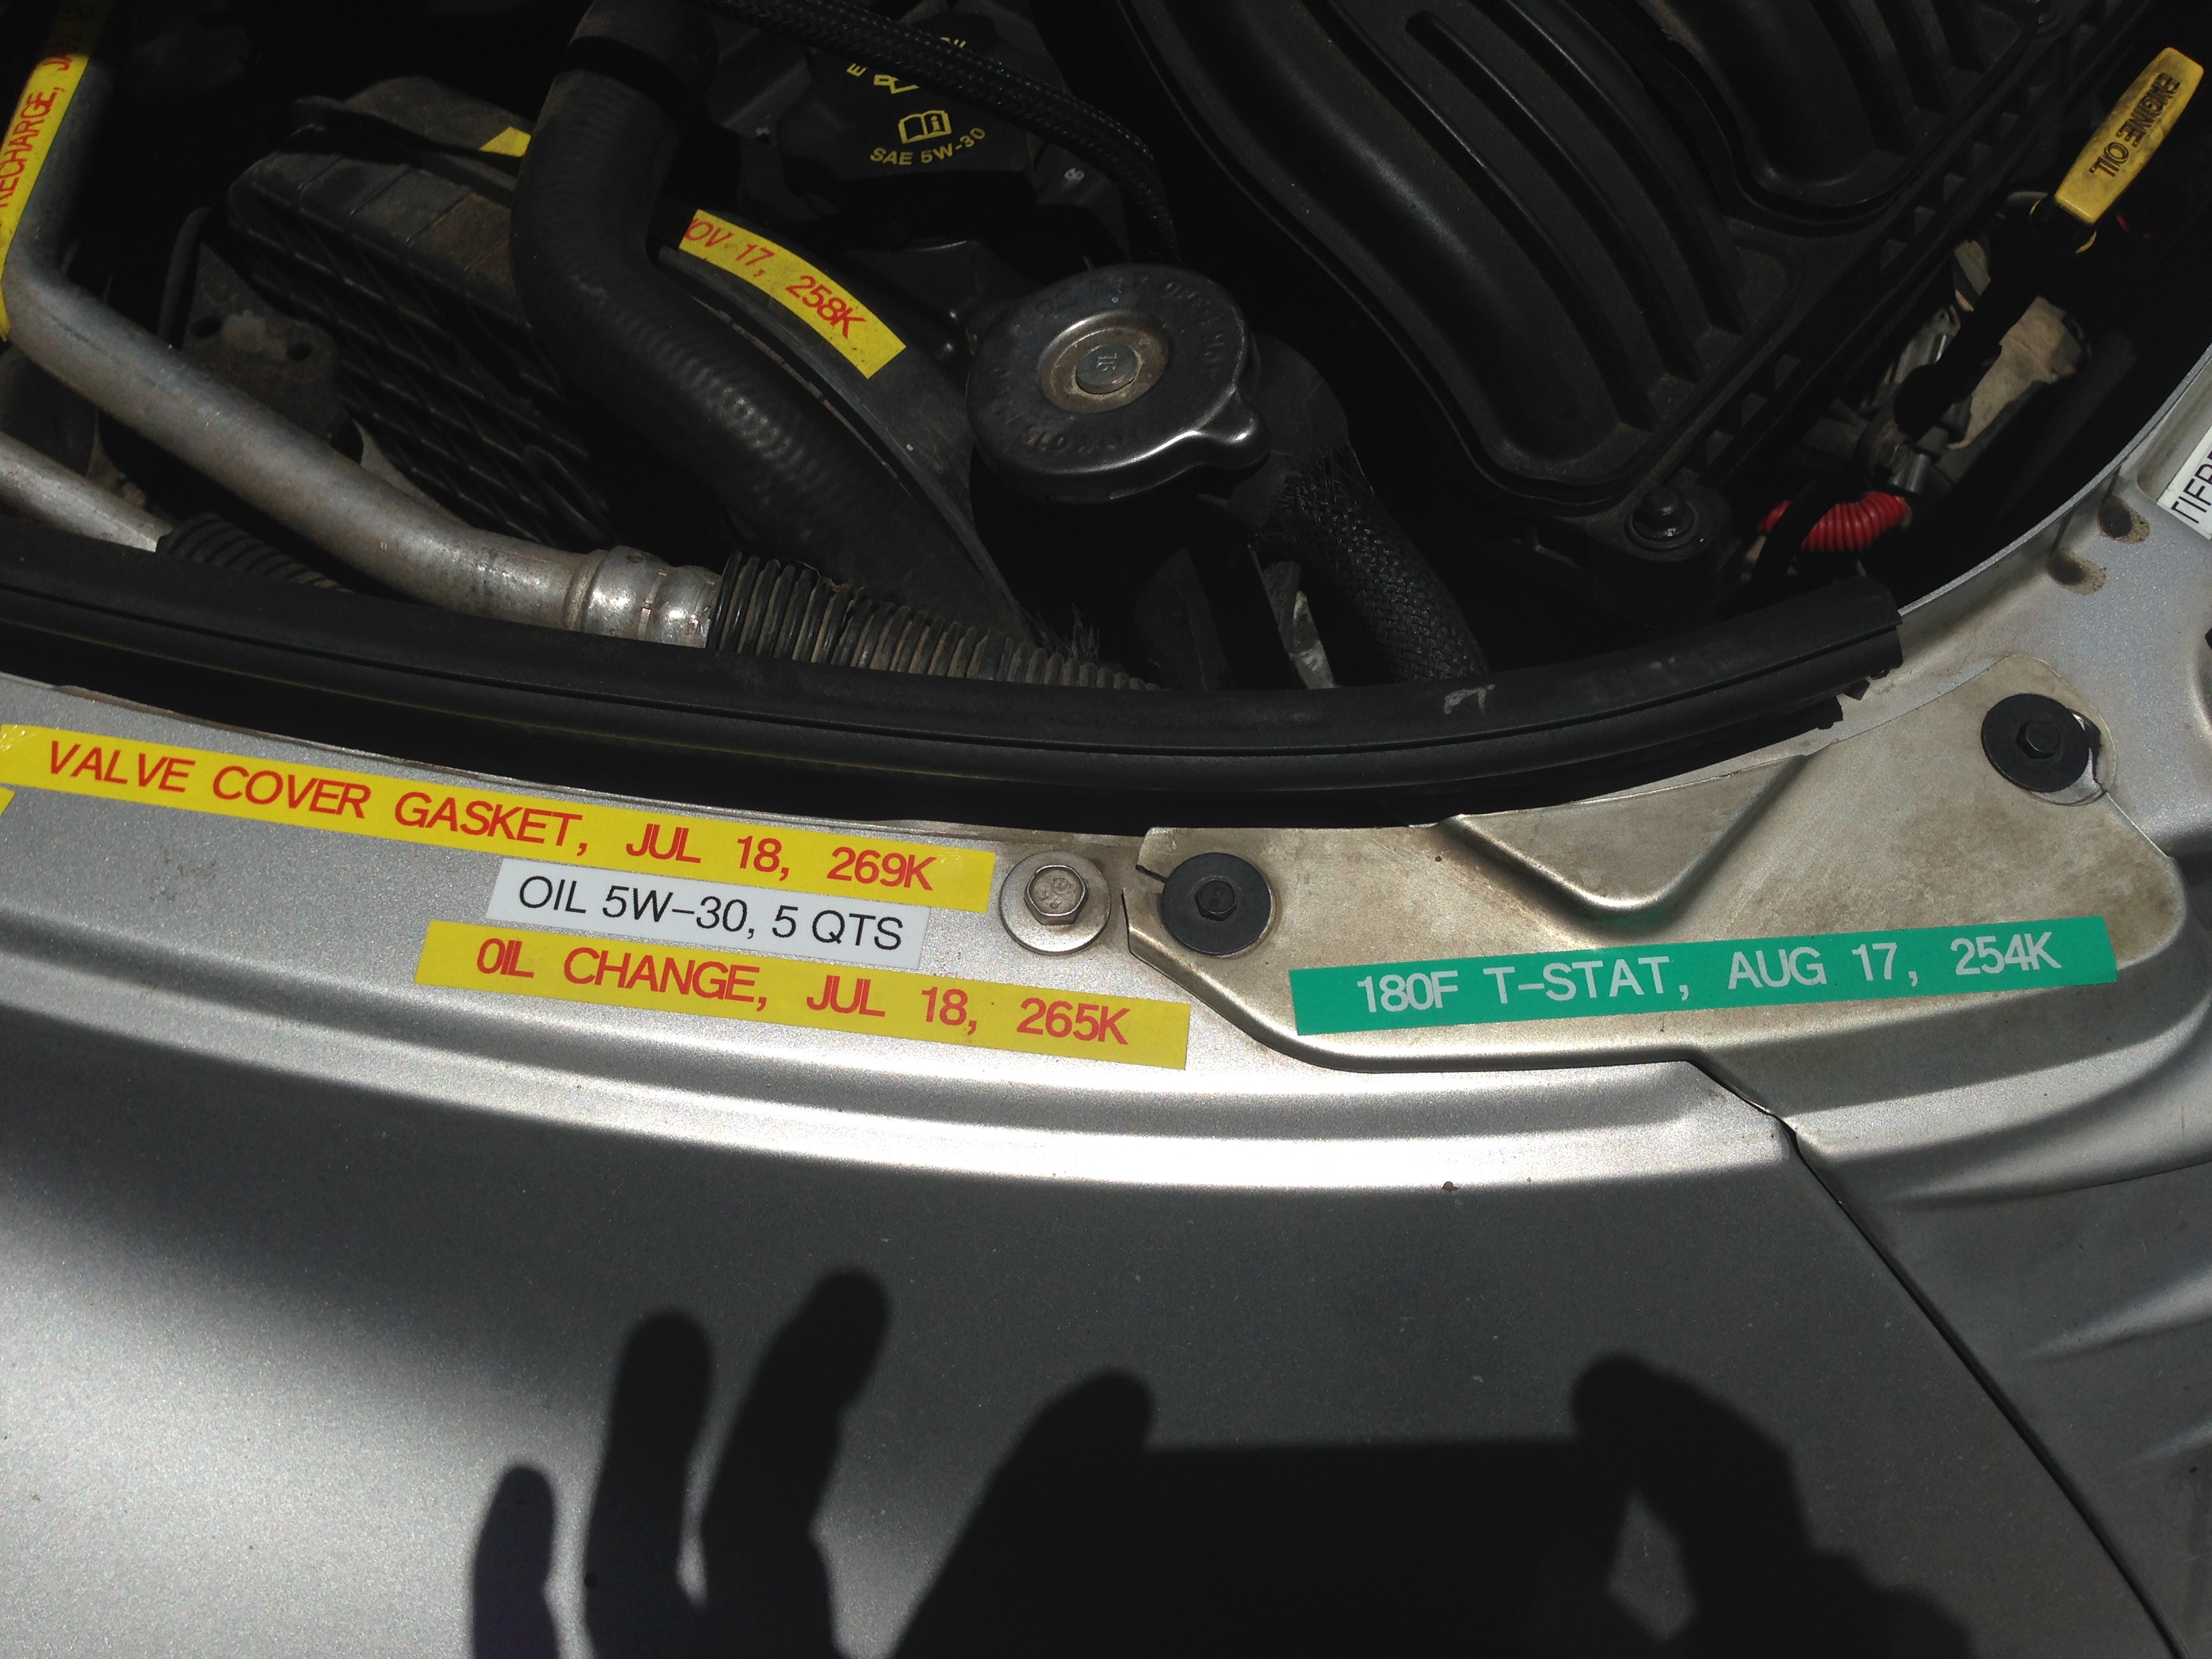 RECHARGE,
SAE 5W-30
ENGINE OIL
OV 17, 258K
16
VALVE COVER GASKET, JUL 18, 269K
OIL 5W-30, 5 QTS
OIL CHANGE, JUL 18, 265K
180F T-STAT, AUG 17, 254K